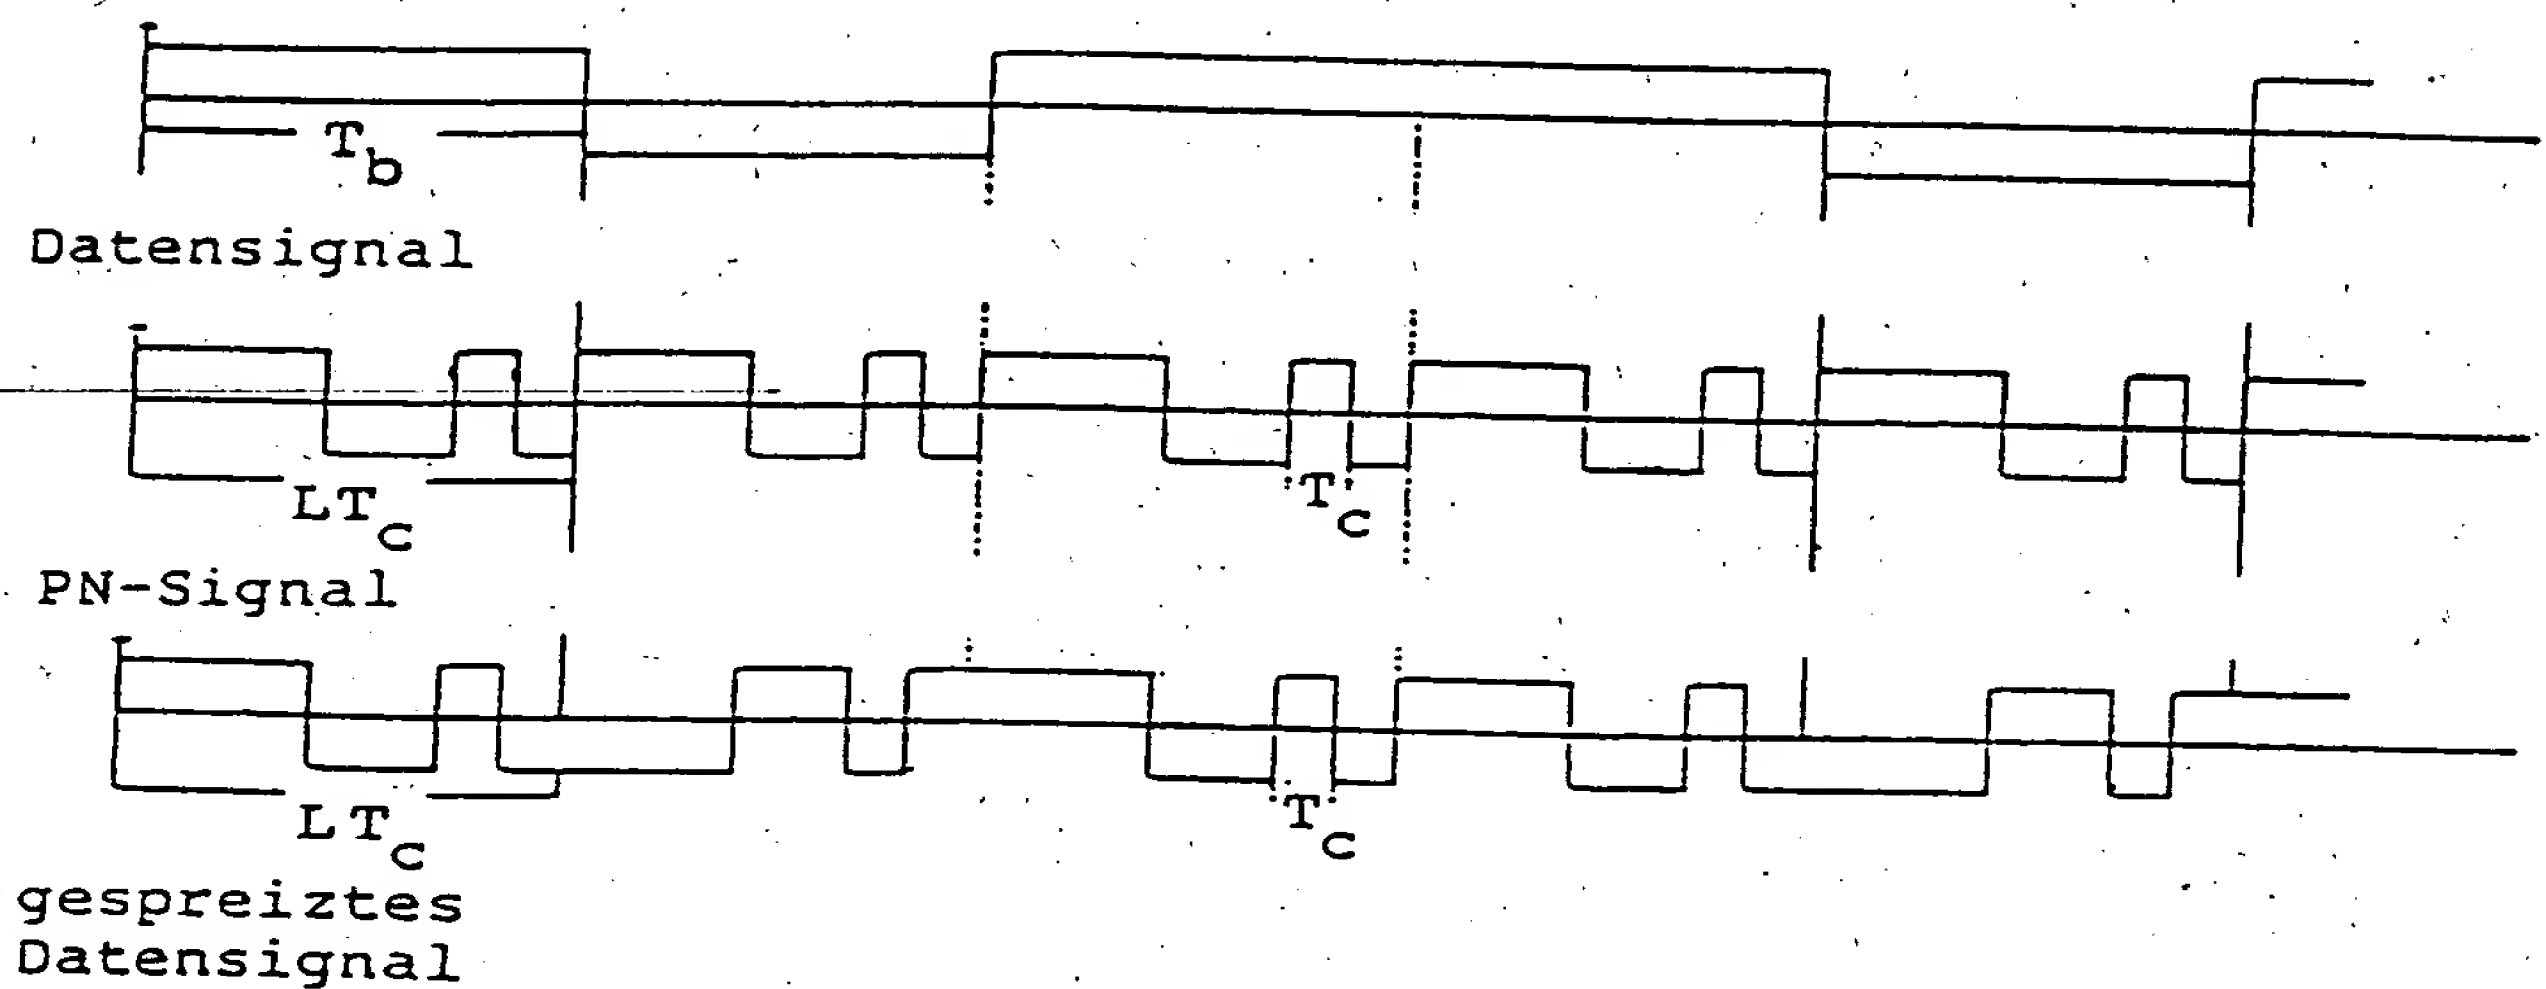 T_b
Datensignal
LT_c
T_c
PN-Signal
LT_c
T_c
gespreiztes
Datensignal